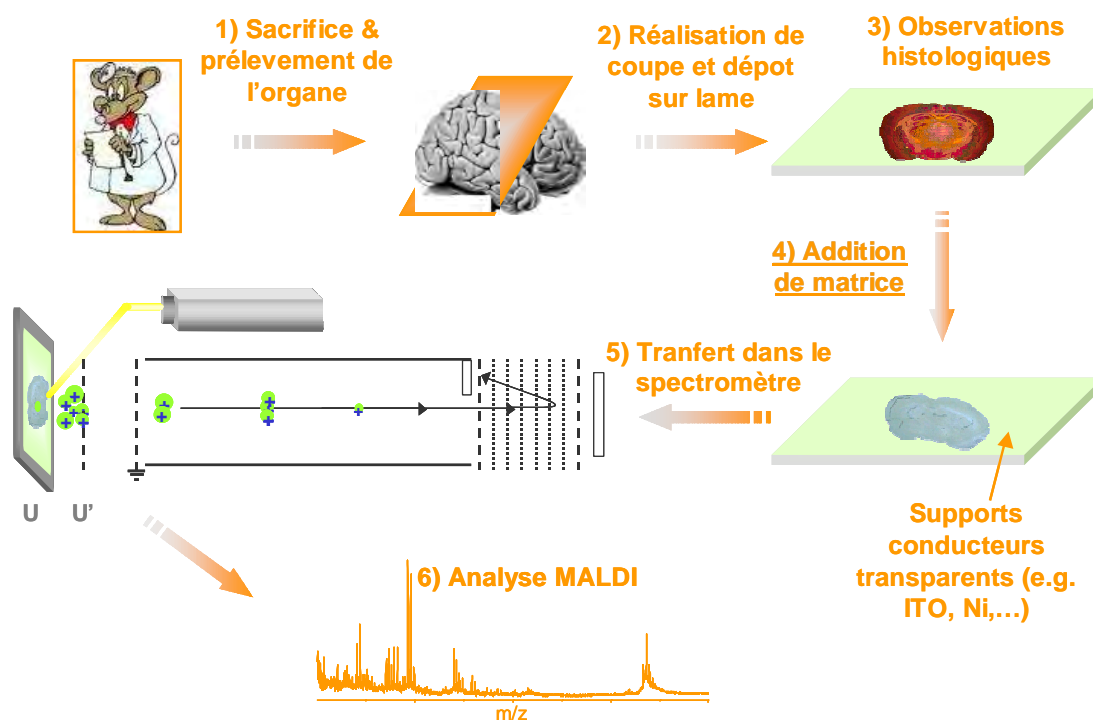 1) Sacrifice &
prélevement de
l'organe
2) Réalisation de
coupe et dépot
sur lame
3) Observations
histologiques
4) Addition
de matrice
5) Tranfert dans le
spectromètre
Supports
conducteurs
transparents (e.g.
ITO, Ni,…)
U U'
6) Analyse MALDI
m/z